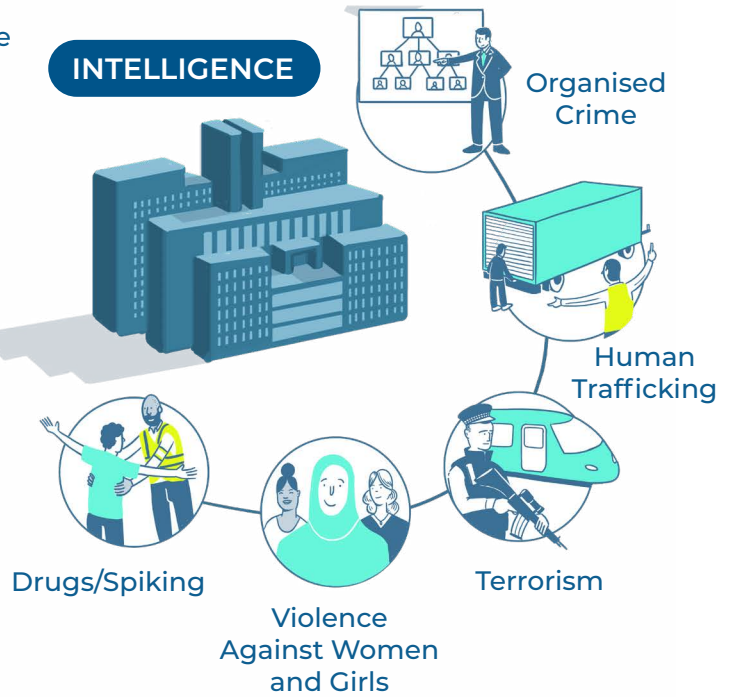 e
INTELLIGENCE
Organised
Crime
Human
Trafficking
Terrorism
Violence
Against Women
and Girls
Drugs/Spiking